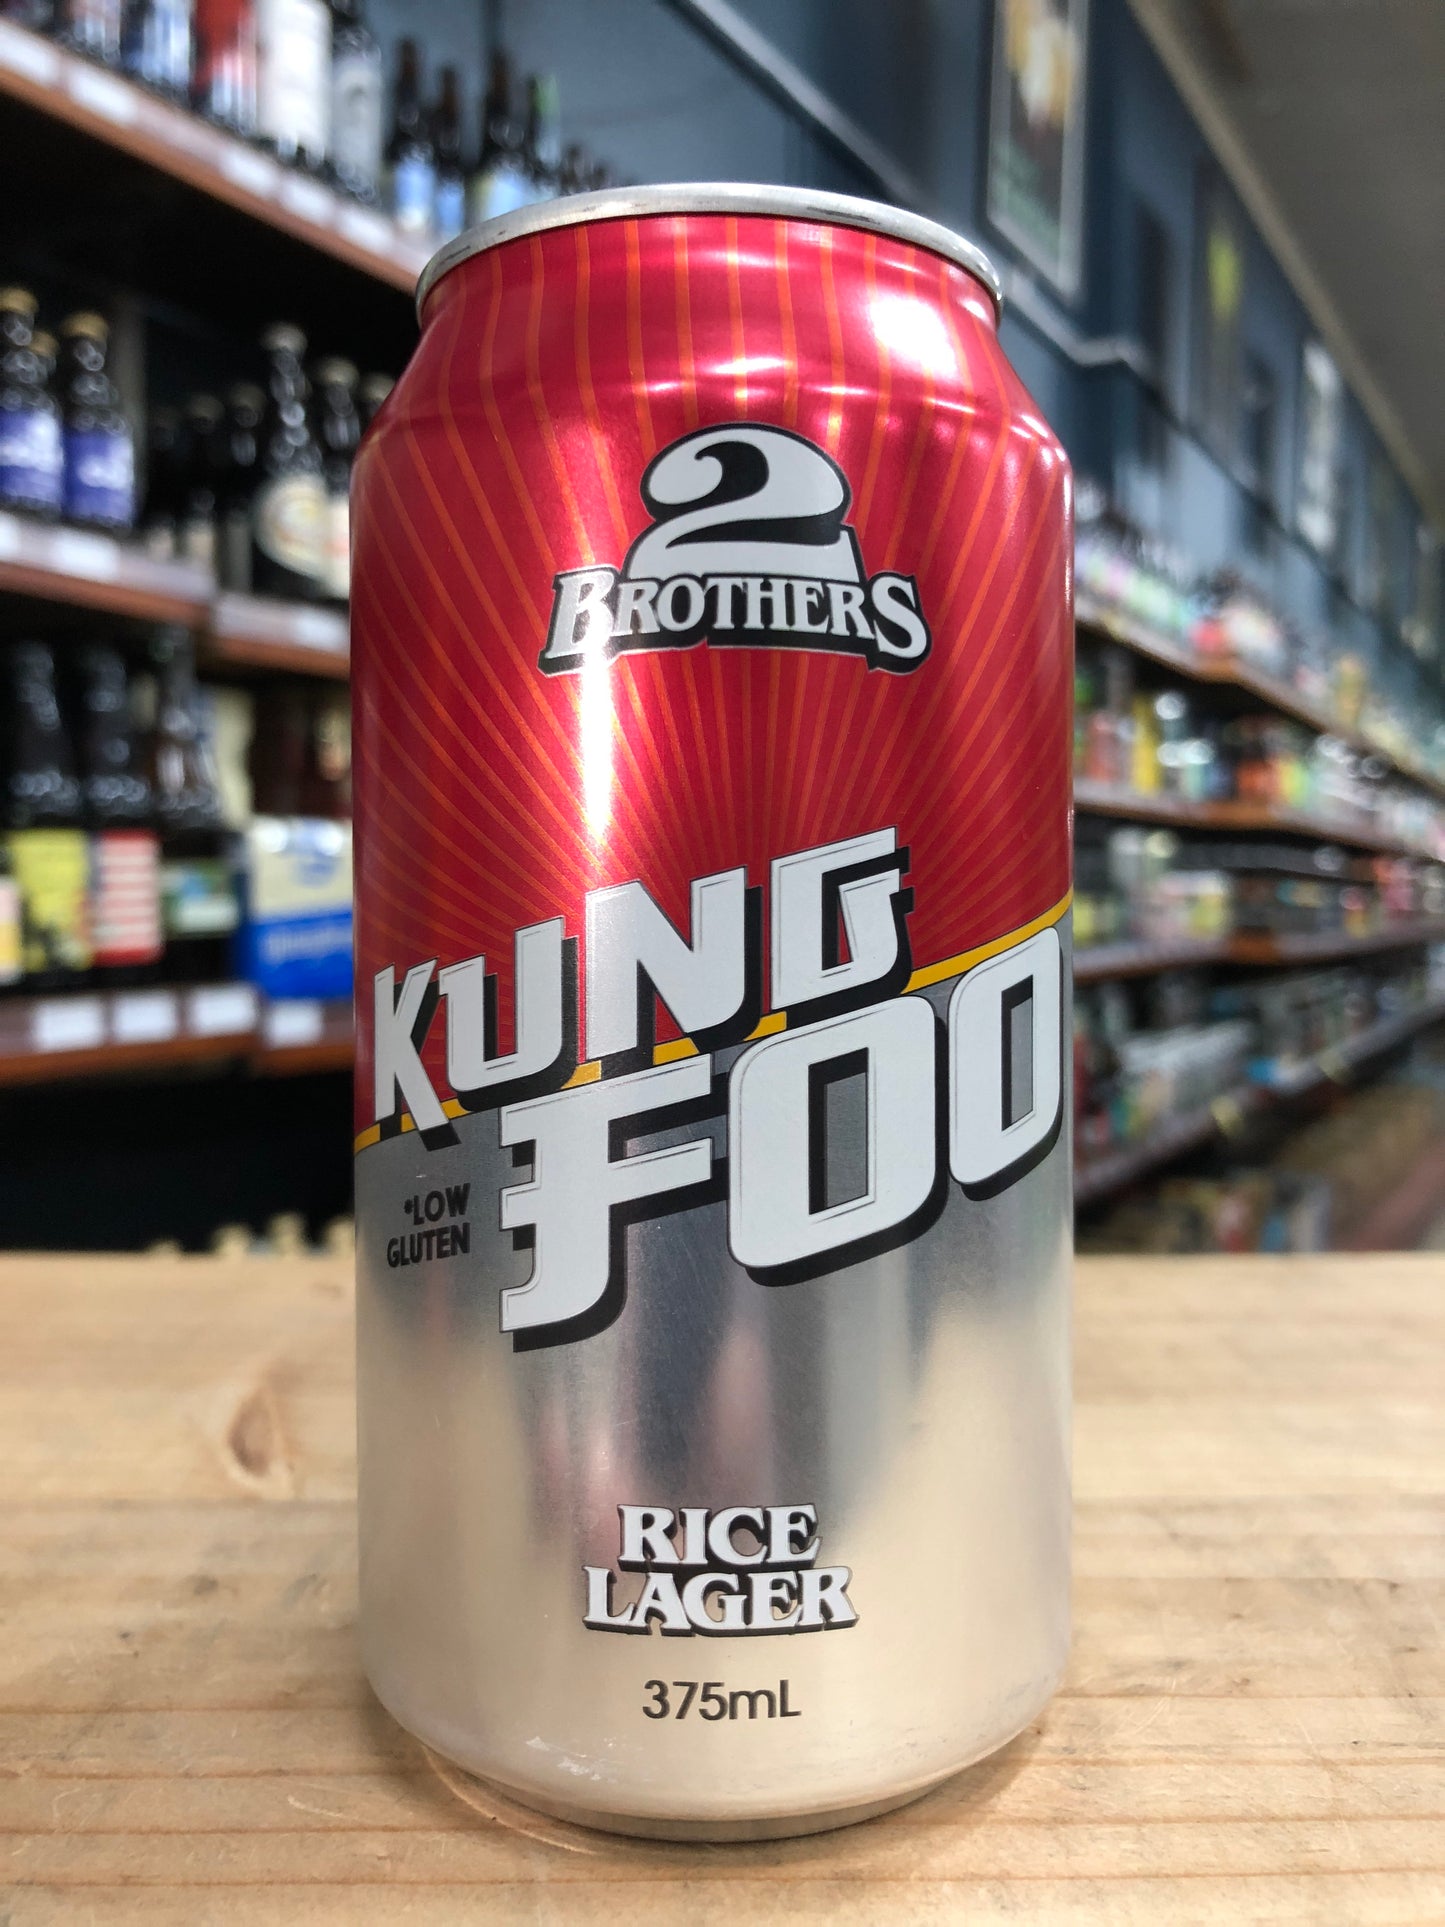 2
BROTHERS
KUNG
FOO
*LOW
GLUTEN
RICE
LAGER
375mL